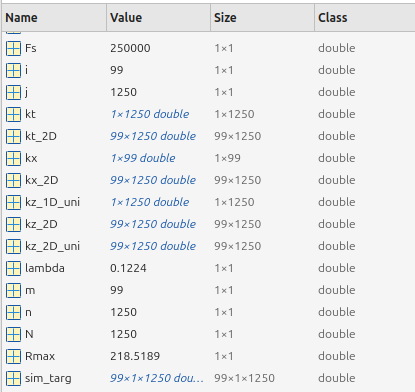 Name Value Size Class
Fs 250000 1×1 double
i 99 1×1 double
j 1250 1×1 double
kt 1×1250 double 1×1250 double
kt_2D 99×1250 double 99×1250 double
kx 1×99 double 1×99 double
kx_2D 99×1250 double 99×1250 double
kz_1D_uni 1×1250 double 1×1250 double
kz_2D 99×1250 double 99×1250 double
kz_2D_uni 99×1250 double 99×1250 double
lambda 0.1224 1×1 double
m 99 1×1 double
n 1250 1×1 double
N 1250 1×1 double
Rmax 218.5189 1×1 double
sim_targ 99×1×1250 dou... 99×1×1250 double